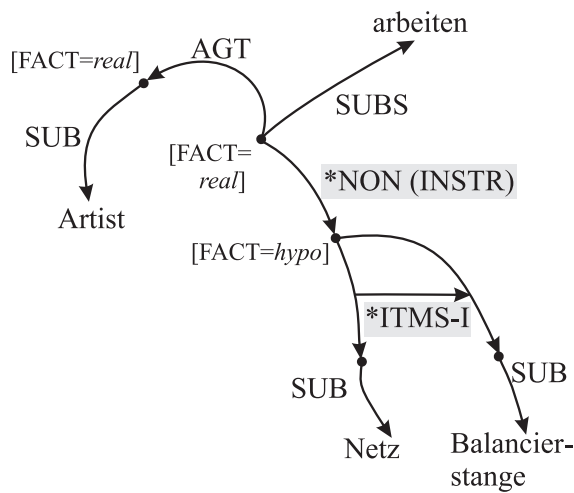 arbeiten
AGT
[FACT=real]
SUBS
SUB
[FACT=
real]
*NON (INSTR)
Artist
[FACT=hypo]
*ITMS-I
SUB
SUB
Netz
Balancier-
stange